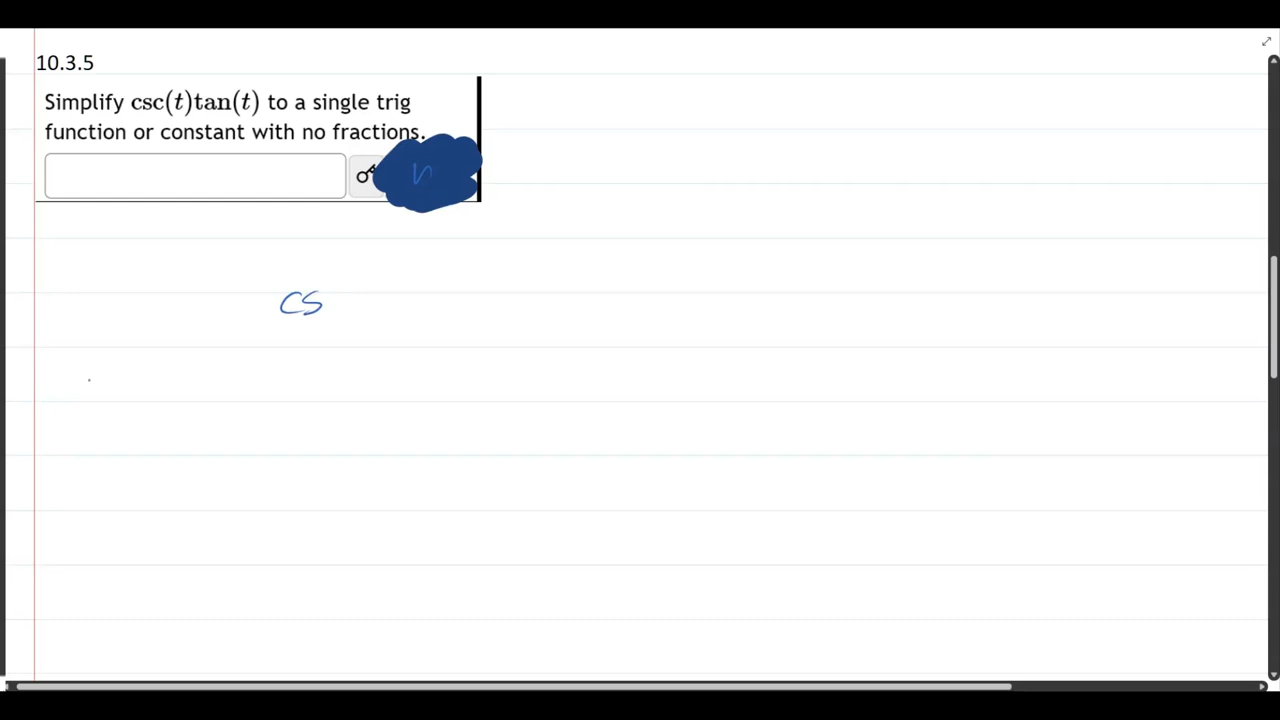 10.3.5
Simplify csc(t)tan(t) to a single trig
function or constant with no fractions.
cs